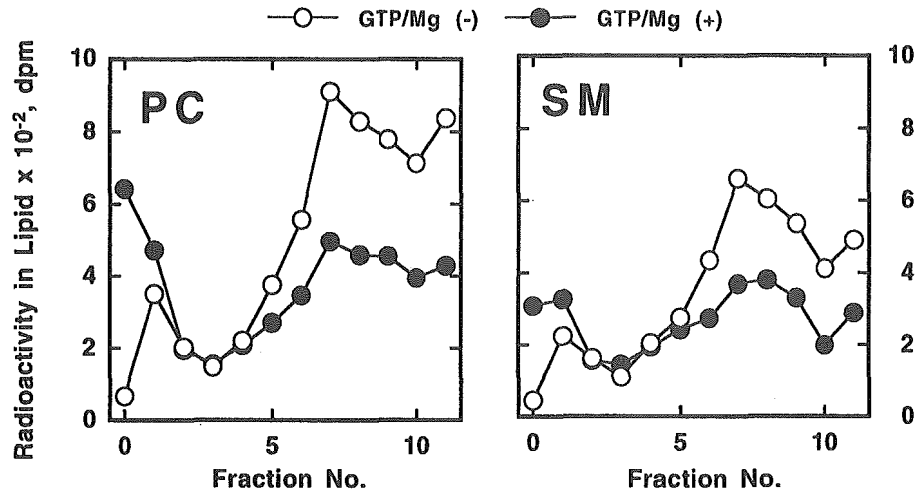 GTP/Mg (-) GTP/Mg (+)
Radioactivity in Lipid x 10⁻², dpm
PC
10
8
6
4
2
0
0 5 10
Fraction No.
SM
10
8
6
4
2
0
0 5 10
Fraction No.